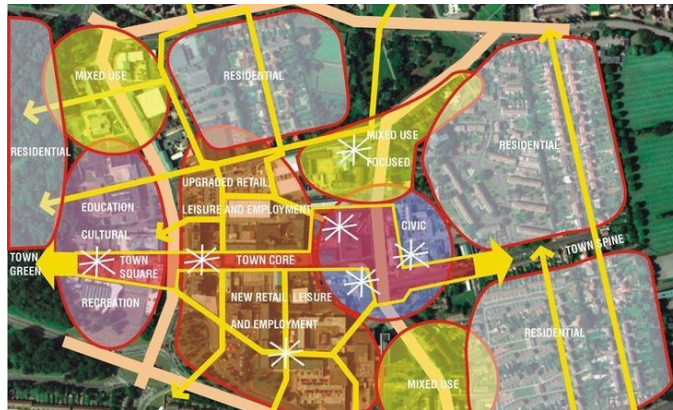 MIXED USE
RESIDENTIAL
RESIDENTIAL
MIXED USE
FOCUSED
RESIDENTIAL
UPGRADED RETAIL,
LEISURE AND EMPLOYMENT
EDUCATION
CULTURAL
CIVIC
TOWN SPINE
TOWN
GREEN
TOWN
SQUARE
TOWN CORE
RECREATION
NEW RETAIL LEISURE
AND EMPLOYMENT
RESIDENTIAL
MIXED USE